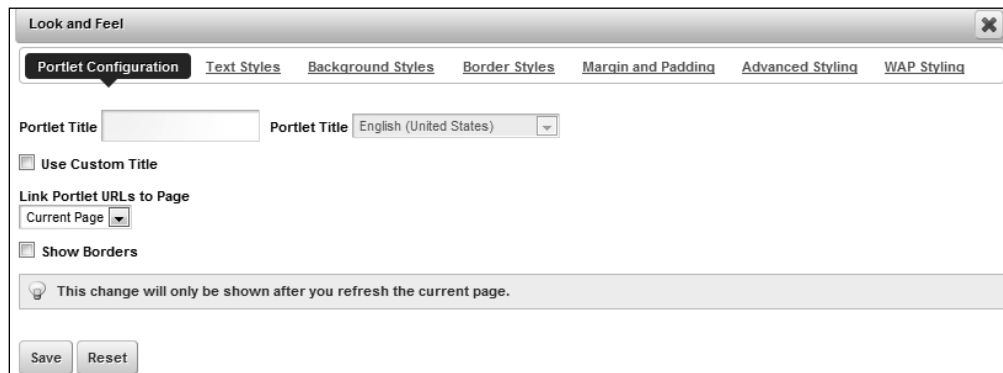 Look and Feel
Portlet Configuration Text Styles Background Styles Border Styles Margin and Padding Advanced Styling WAP Styling
Portlet Title Portlet Title English (United States)
Use Custom Title
Link Portlet URLs to Page
Current Page
Show Borders
This change will only be shown after you refresh the current page.
Save Reset